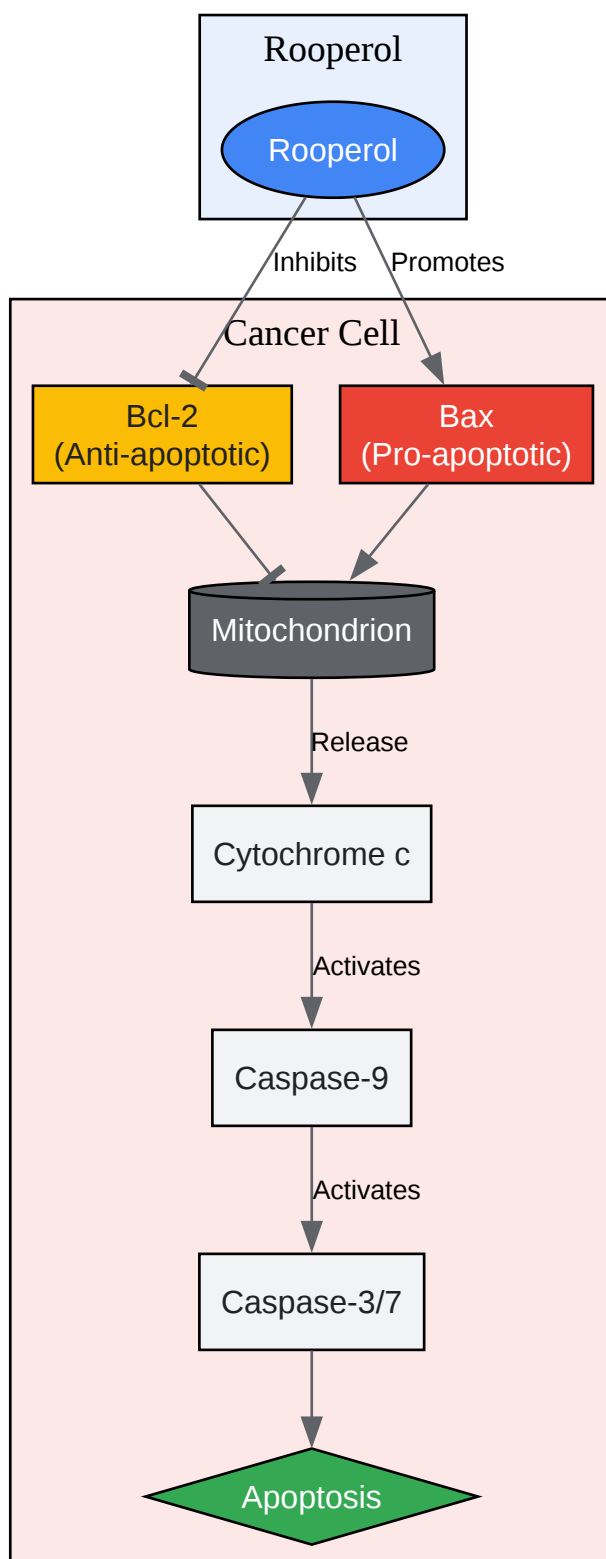 Rooperol
Rooperol
Inhibits
Promotes
Cancer Cell
Bcl-2
(Anti-apoptotic)
Bax
(Pro-apoptotic)
Mitochondrion
Release
Cytochrome c
Activates
Caspase-9
Activates
Caspase-3/7
Apoptosis